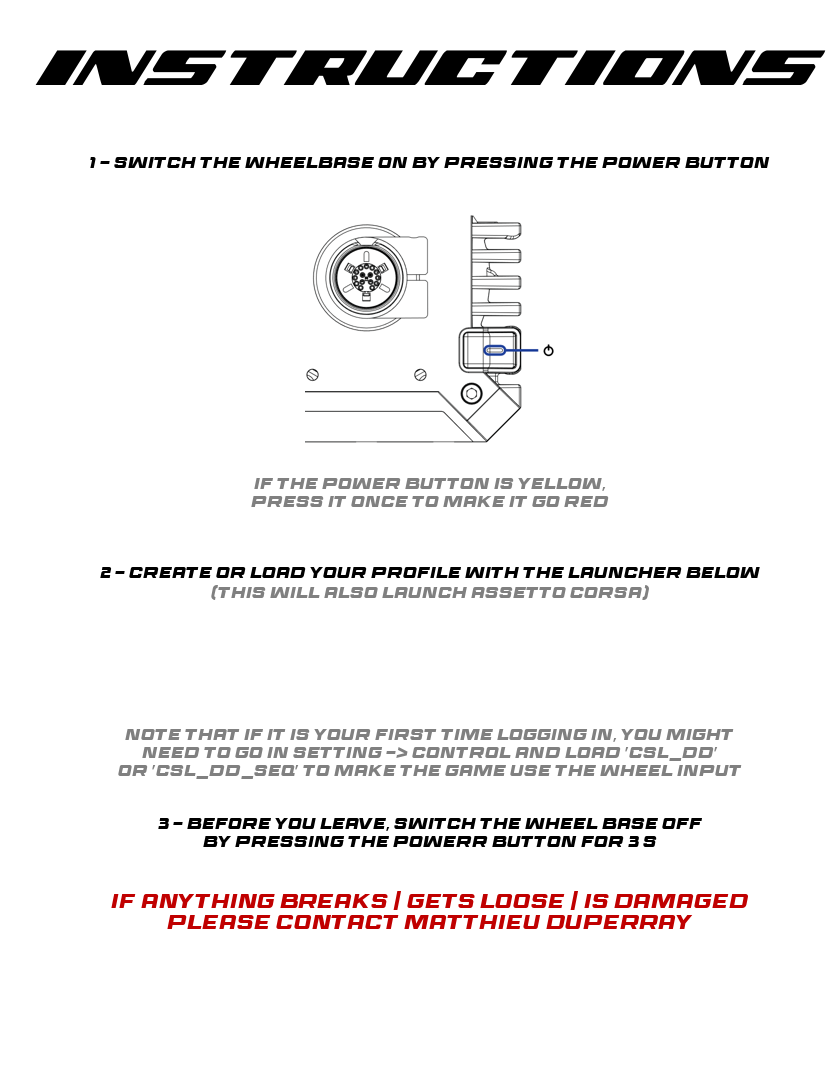 INSTRUCTIONS
1 - SWITCH THE WHEELBASE ON BY PRESSING THE POWER BUTTON
IF THE POWER BUTTON IS YELLOW,
PRESS IT ONCE TO MAKE IT GO RED
2 - CREATE OR LOAD YOUR PROFILE WITH THE LAUNCHER BELOW
(THIS WILL ALSO LAUNCH ASSETTO CORSA)
NOTE THAT IF IT IS YOUR FIRST TIME LOGGING IN, YOU MIGHT
NEED TO GO IN SETTING -> CONTROL AND LOAD 'CSL_DD'
OR 'CSL_DD_SEQ' TO MAKE THE GAME USE THE WHEEL INPUT
3 - BEFORE YOU LEAVE, SWITCH THE WHEEL BASE OFF
BY PRESSING THE POWERR BUTTON FOR 3 S
IF ANYTHING BREAKS / GETS LOOSE / IS DAMAGED
PLEASE CONTACT MATTHIEU DUPERRAY